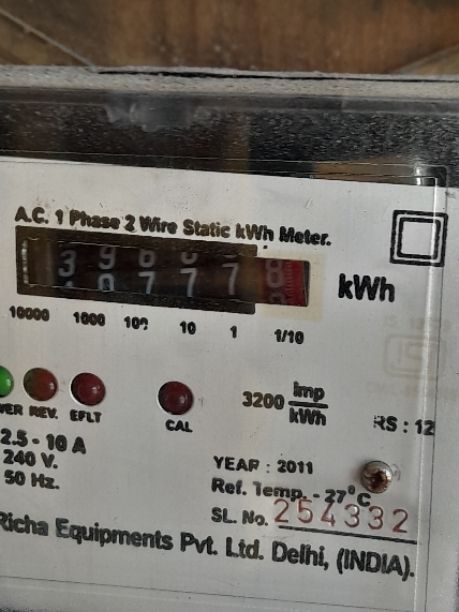 A.C. 1 Phase 2 Wire Static kWh Meter.
kWh
10000 1000 100 10 1 1/10
3200 imp/kWh
REV. EFLT CAL
RS : 12
2.5 - 10 A
240 V.
50 Hz.
YEAR : 2011
Ref. Temp. - 27°C
SL. No. 254332
Richa Equipments Pvt. Ltd. Delhi, (INDIA).